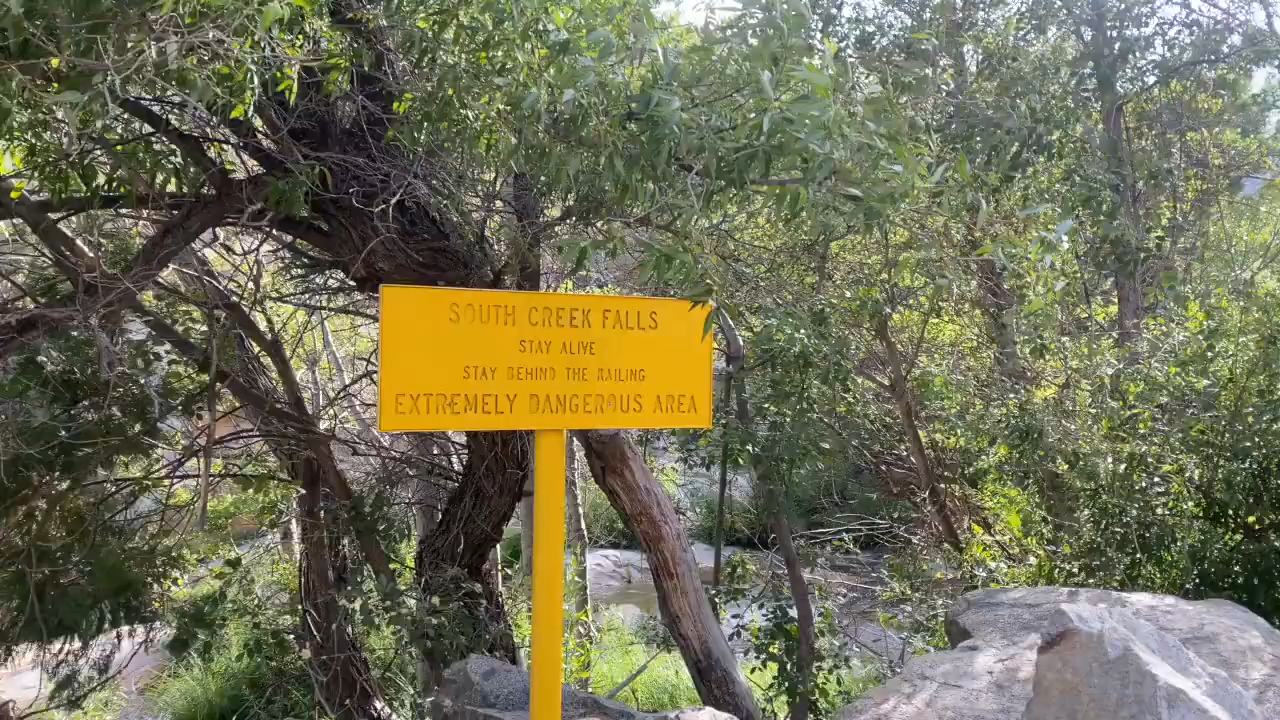 SOUTH CREEK FALLS
STAY ALIVE
STAY BEHIND THE RAILING
EXTREMELY DANGEROUS AREA